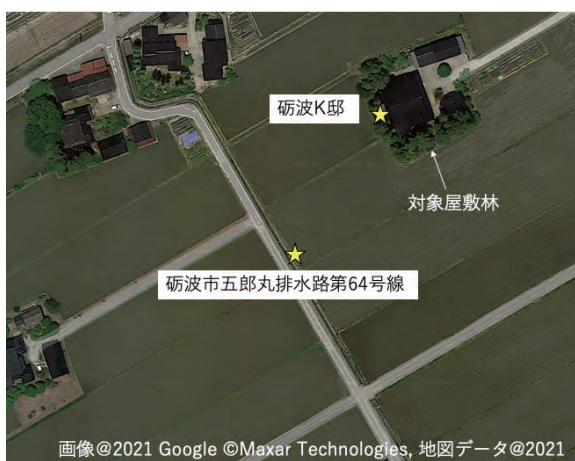 砺波K邸
対象屋敷林
砺波市五郎丸排水路第64号線
画像@2021 Google ©Maxar Technologies, 地図データ@2021